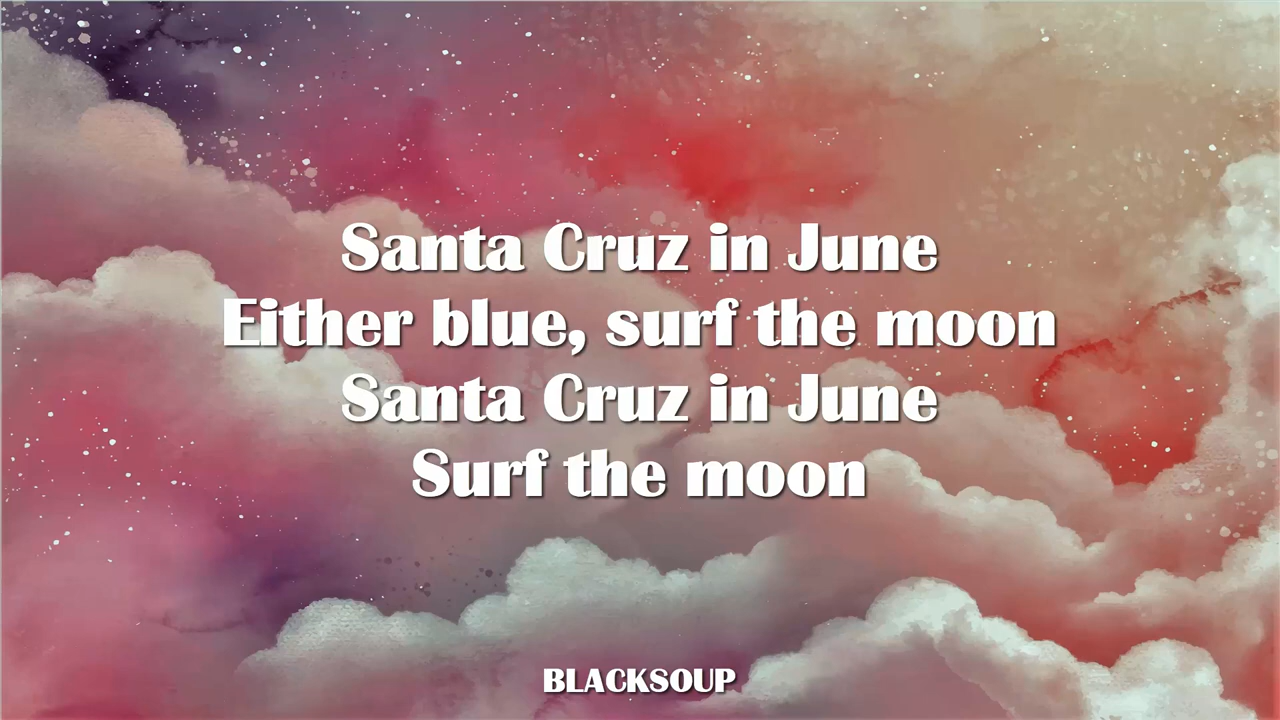 Santa Cruz in June
Either blue, surf the moon
Santa Cruz in June
Surf the moon
BLACKSOUP